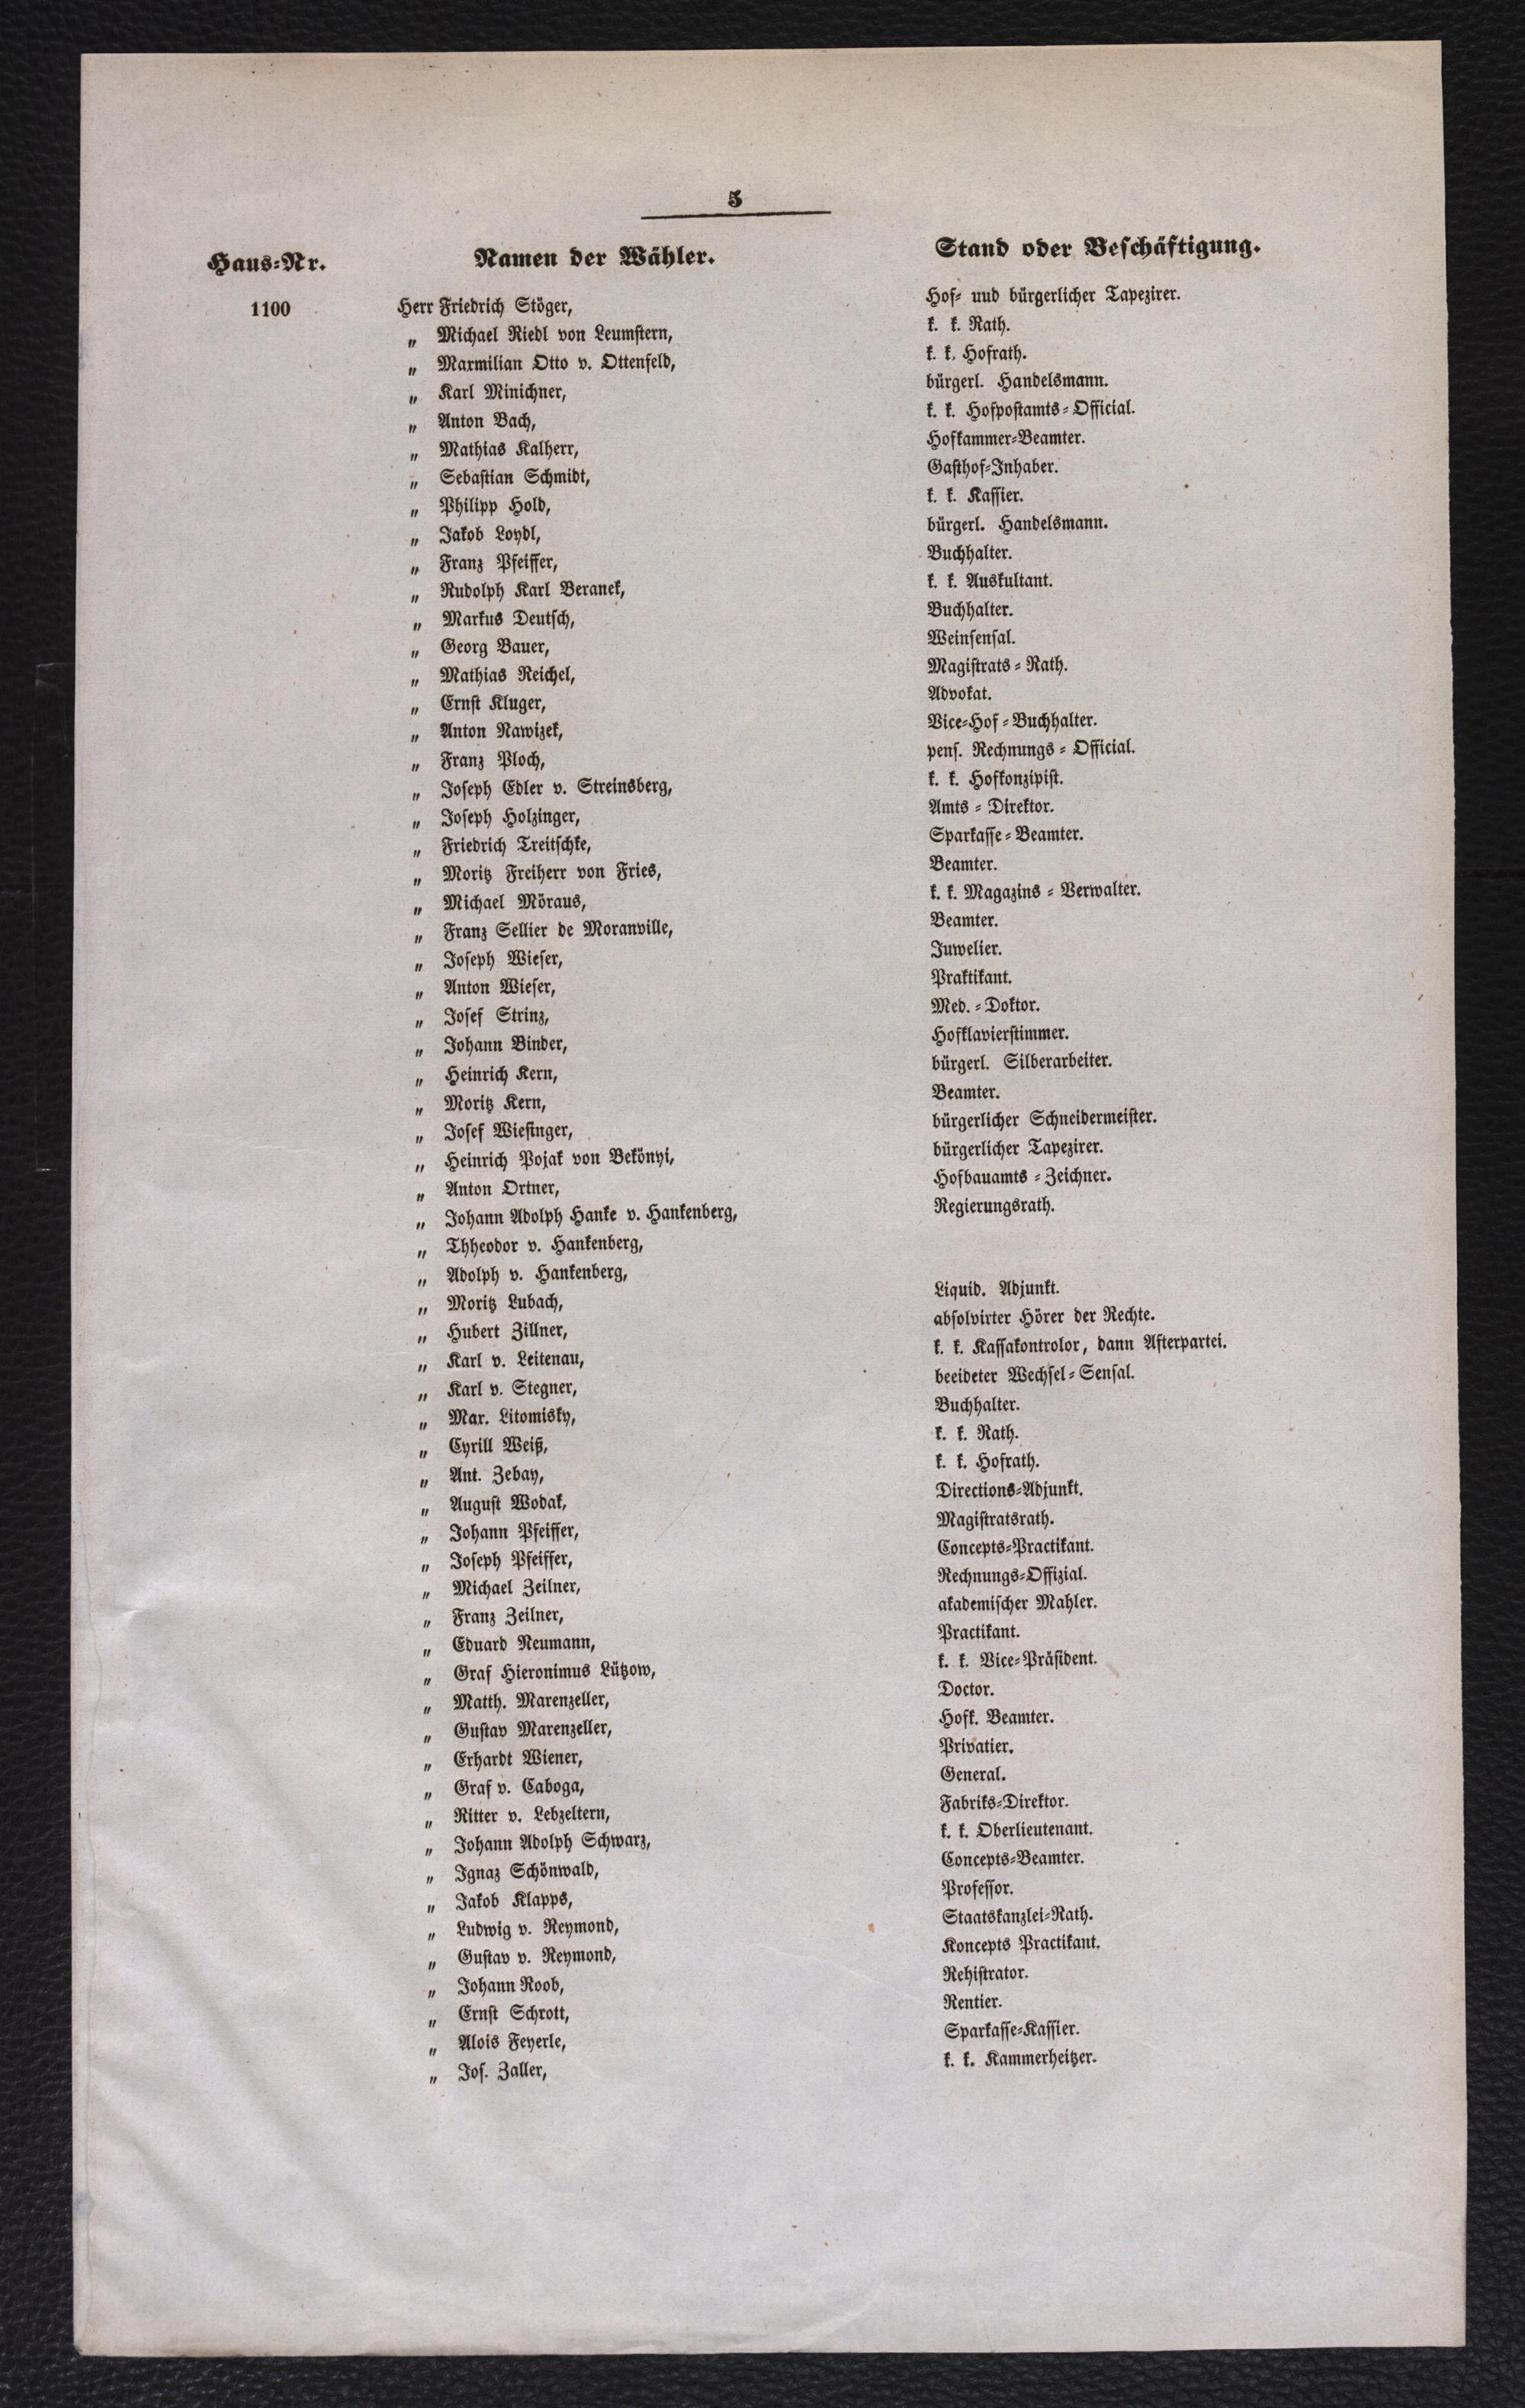 5
Haus-Nr. Namen der Wähler. Stand oder Beschäftigung.
1100 Herr Friedrich Stöger, Hof- uud bürgerlicher Tapezirer.
„ Michael Riedl von Leumstern, k. k. Rath.
„ Maxmilian Otto v. Ottenfeld, k. k. Hofrath.
„ Karl Minichner, bürgerl. Handelsmann.
„ Anton Bach, k. k. Hofpostamts-Official.
„ Mathias Kalherr, Hofkammer-Beamter.
„ Sebastian Schmidt, Gasthof-Inhaber.
„ Philipp Hold, k. k. Kassier.
„ Jakob Loydl, bürgerl. Handelsmann.
„ Franz Pfeiffer, Buchhalter.
„ Rudolph Karl Beranek, k. k. Auskultant.
„ Markus Deutsch, Buchhalter.
„ Georg Bauer, Weinsensal.
„ Mathias Reichel, Magistrats-Rath.
„ Ernst Kluger, Advokat.
„ Anton Nawizek, Vice-Hof-Buchhalter.
„ Franz Ploch, pens. Rechnungs-Official.
„ Joseph Edler v. Streinsberg, k. k. Hofkonzipist.
„ Joseph Holzinger, Amts-Direktor.
„ Friedrich Treitschke, Sparkasse-Beamter.
„ Moritz Freiherr von Fries, Beamter.
„ Michael Möraus, k. k. Magazins-Verwalter.
„ Franz Sellier de Moranville, Beamter.
„ Joseph Wieser, Juwelier.
„ Anton Wieser, Praktikant.
„ Josef Strinz, Med.-Doktor.
„ Johann Binder, Hofklavierstimmer.
„ Heinrich Kern, bürgerl. Silberarbeiter.
„ Moritz Kern, Beamter.
„ Josef Wiesinger, bürgerlicher Schneidermeister.
„ Heinrich Pojak von Bekönyi, bürgerlicher Tapezirer.
„ Anton Ortner, Hofbauamts-Zeichner.
„ Johann Adolph Hanke v. Hankenberg, Regierungsrath.
„ Thheodor v. Hankenberg,
„ Adolph v. Hankenberg,
„ Moritz Lubach, Liquid. Adjunkt.
„ Hubert Zillner, absolvirter Hörer der Rechte.
„ Karl v. Leitenau, k. k. Kassakontrolor, dann Afterpartei.
„ Karl v. Stegner, beeideter Wechsel-Sensal.
„ Max. Litomisky, Buchhalter.
„ Cyrill Weiß, k. k. Rath.
„ Ant. Zebay, k. k. Hofrath.
„ August Wodak, Directions-Adjunkt.
„ Johann Pfeiffer, Magistratsrath.
„ Joseph Pfeiffer, Concepts-Practikant.
„ Michael Zeilner, Rechnungs-Offizial.
„ Franz Zeilner, akademischer Mahler.
„ Eduard Neumann, Practikant.
„ Graf Hieronimus Lützow, k. k. Vice-Präsident.
„ Matth. Marenzeller, Doctor.
„ Gustav Marenzeller, Hofk. Beamter.
„ Erhardt Wiener, Privatier.
„ Graf v. Caboga, General.
„ Ritter v. Lebzeltern, Fabriks-Direktor.
„ Johann Adolph Schwarz, k. k. Oberlieutenant.
„ Ignaz Schönwald, Concepts-Beamter.
„ Jakob Klapps, Professor.
„ Ludwig v. Reymond, Staatskanzlei-Rath.
„ Gustav v. Reymond, Koncepts Practikant.
„ Johann Roob, Rehistrator.
„ Ernst Schrott, Rentier.
„ Alois Feyerle, Sparkasse-Kassier.
„ Jos. Zaller, k. k. Kammerheitzer.